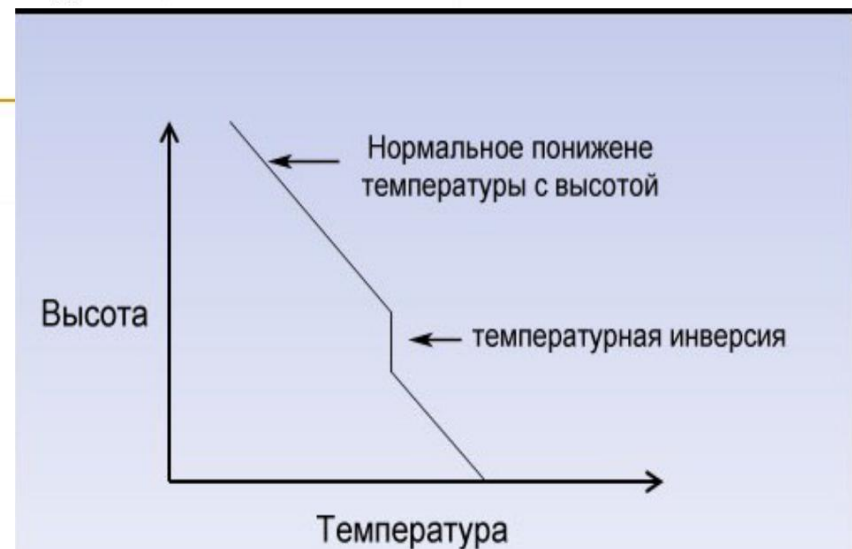 Нормальное понижене
температуры с высотой
Высота
температурная инверсия
Температура